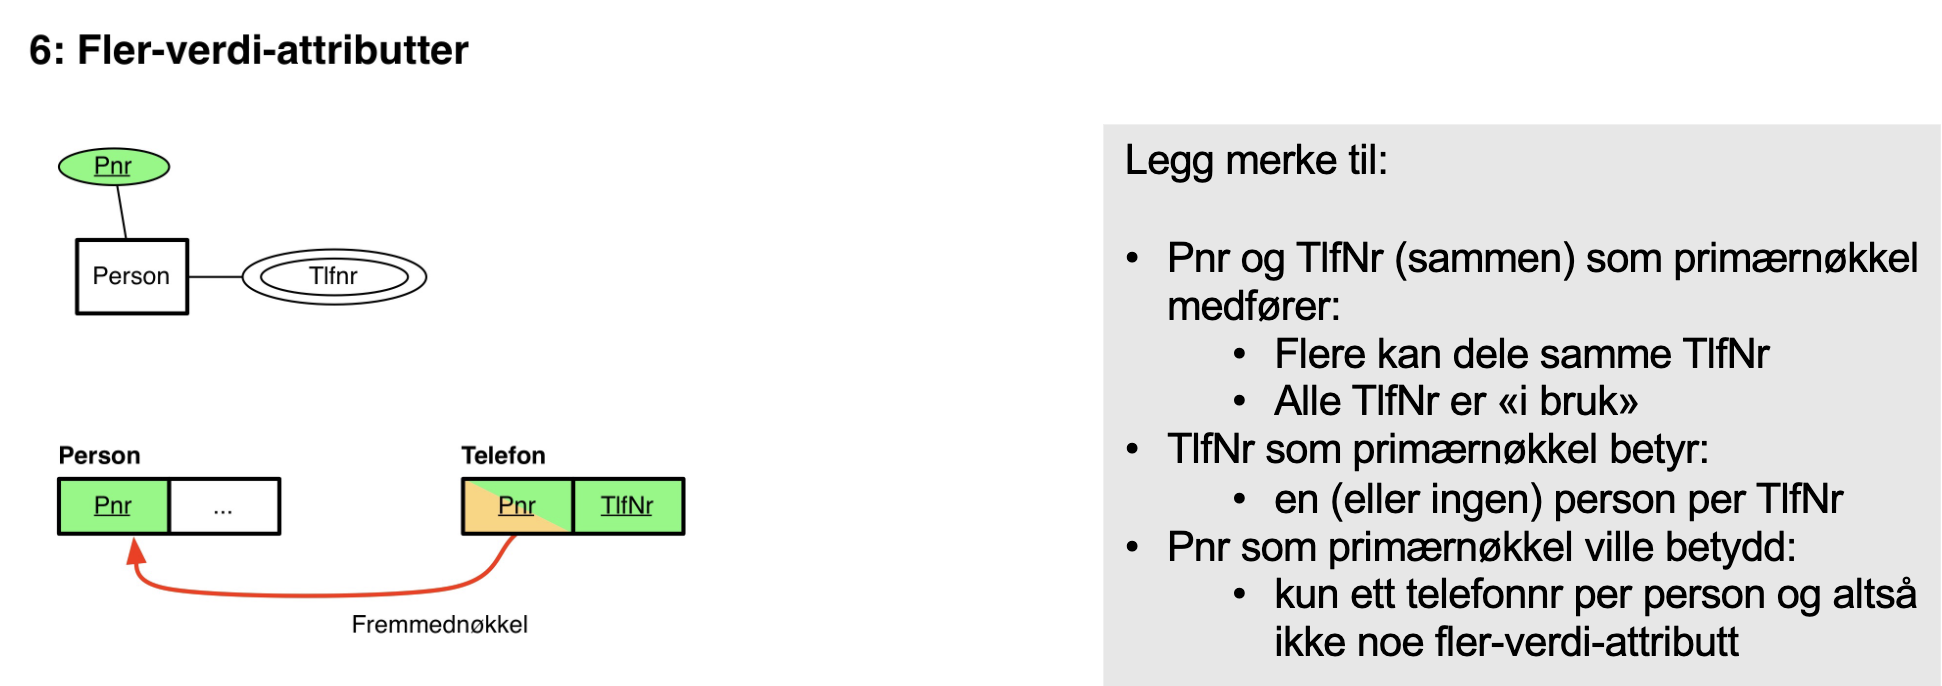 6: Fler-verdi-attributter
Pnr
Person
Tlfnr
Person
Pnr
...
Telefon
Pnr
TlfNr
Fremmednøkkel
Legg merke til:
• Pnr og TlfNr (sammen) som primærnøkkel
medfører:
• Flere kan dele samme TlfNr
• Alle TlfNr er «i bruk»
• TlfNr som primærnøkkel betyr:
• en (eller ingen) person per TlfNr
• Pnr som primærnøkkel ville betydd:
• kun ett telefonnr per person og altså
ikke noe fler-verdi-attributt